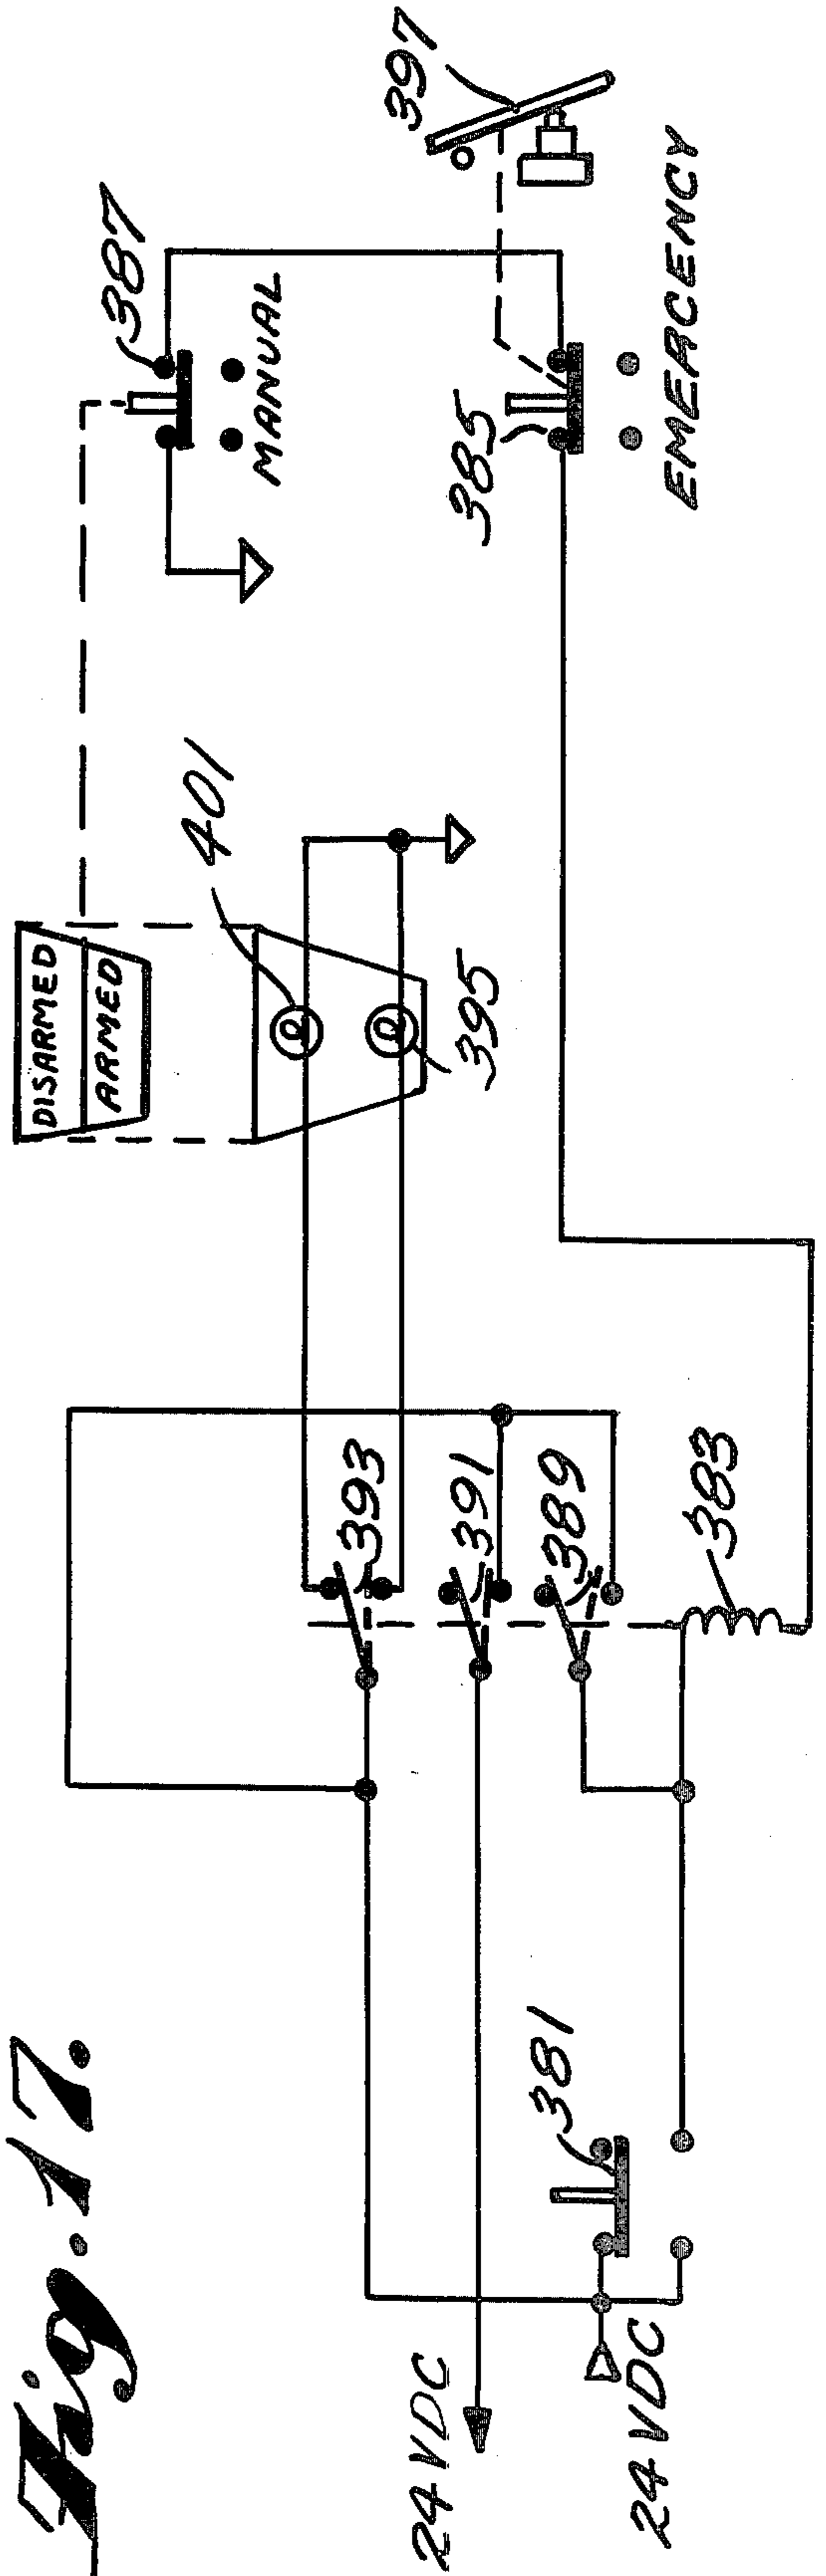 Fig. 17.
DISARMED
ARMED
401
395
387
MANUAL
397
385
EMERCENCY
393
391
389
383
381
24 VDC
24 VDC